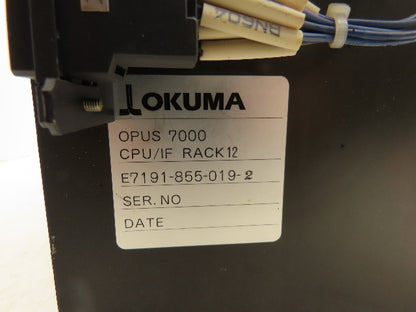 OKUMA
OPUS 7000
CPU/IF RACK12
E7191-855-019-2
SER.NO
DATE